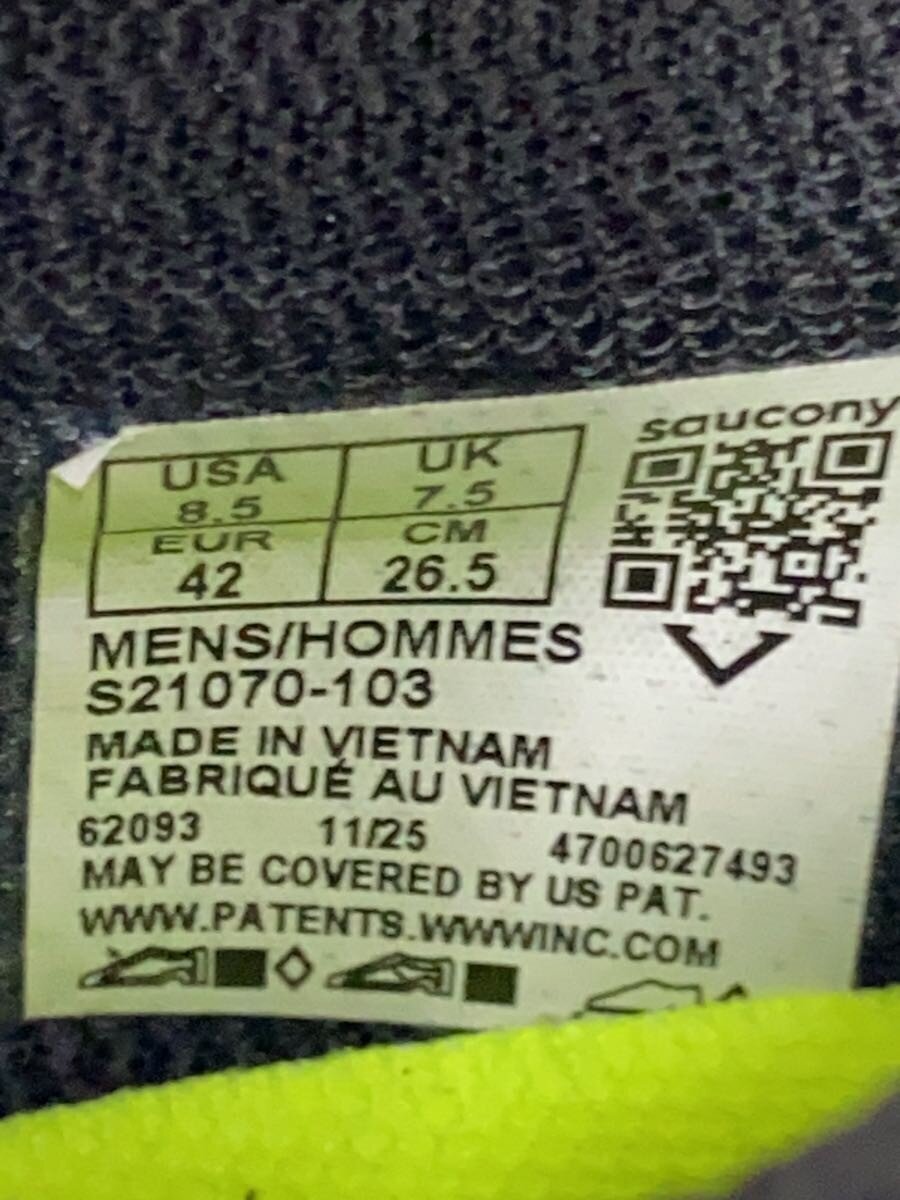 saucony
USA UK
8.5 7.5
EUR CM
42 26.5
MENS/HOMMES
S21070-103
MADE IN VIETNAM
FABRIQUÉ AU VIETNAM
62093 11/25 4700627493
MAY BE COVERED BY US PAT.
WWW.PATENTS.WWWINC.COM